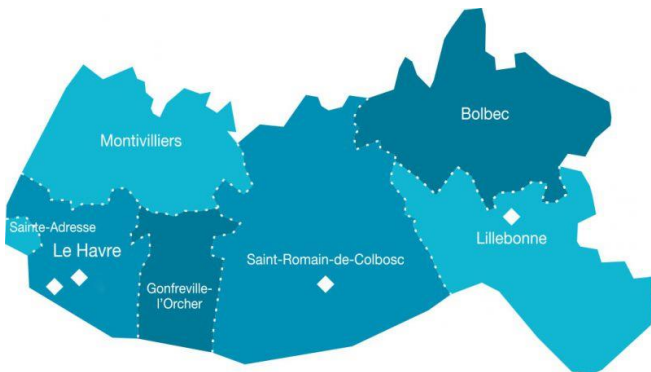 Bolbec
Montivilliers
Sainte-Adresse
Le Havre
Lillebonne
Saint-Romain-de-Colbosc
Gonfreville-
l'Orcher